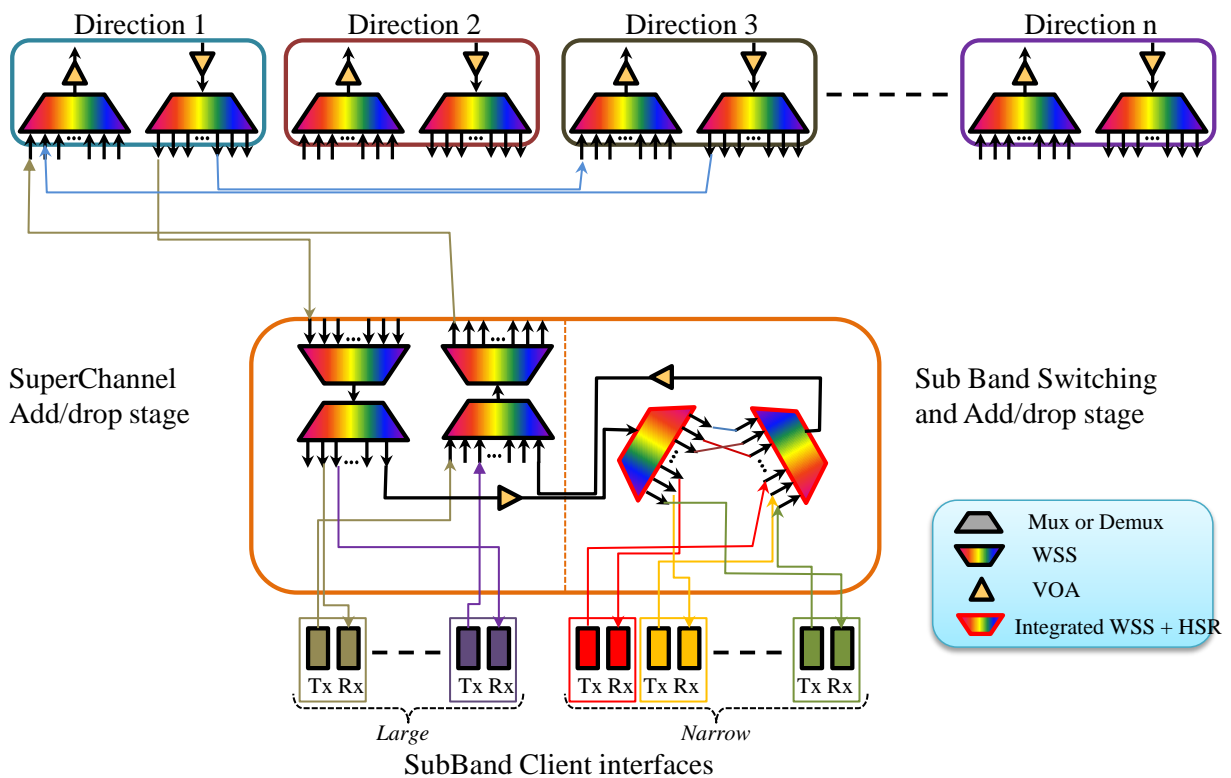 Direction 1
Direction 2
Direction 3
Direction n
...
...
...
...
...
...
...
...
SuperChannel
Add/drop stage
...
...
...
...
...
...
Sub Band Switching
and Add/drop stage
Mux or Demux
WSS
VOA
Integrated WSS + HSR
Tx Rx
Tx Rx
Tx Rx
Tx Rx
Tx Rx
Large
Narrow
SubBand Client interfaces